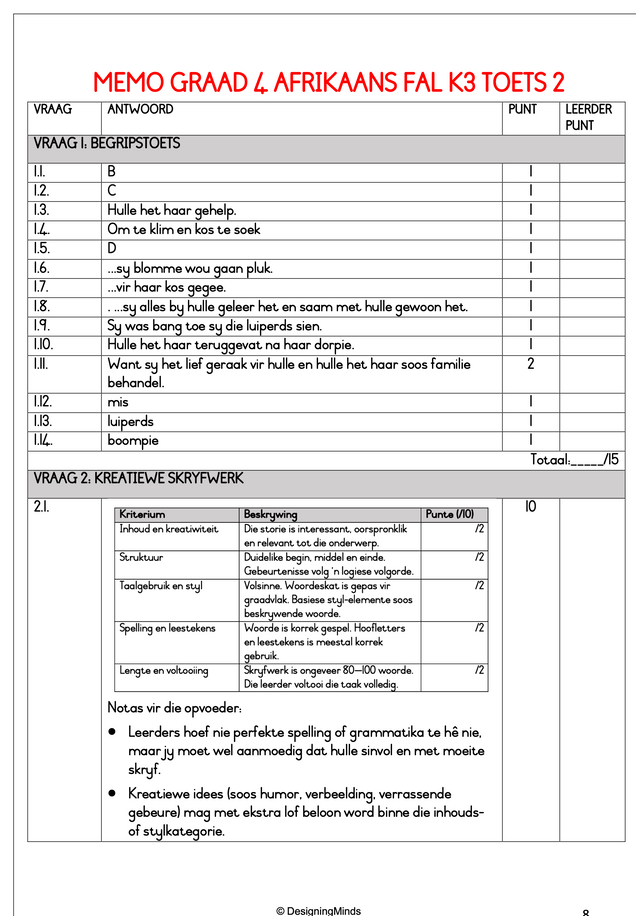 MEMO GRAAD 4 AFRIKAANS FAL K3 TOETS 2
VRAAG ANTWOORD PUNT LEERDER PUNT
VRAAG 1: BEGRIPSTOETS
1.1. B 1
1.2. C 1
1.3. Hulle het haar gehelp. 1
1.4. Om te klim en kos te soek 1
1.5. D 1
1.6. ...sy blomme wou gaan pluk. 1
1.7. ...vir haar kos gegee. 1
1.8. . ...sy alles by hulle geleer het en saam met hulle gewoon het. 1
1.9. Sy was bang toe sy die luiperds sien. 1
1.10. Hulle het haar teruggevat na haar dorpie. 1
1.11. Want sy het lief geraak vir hulle en hulle het haar soos familie 2
behandel.
1.12. mis 1
1.13. luiperds 1
1.14. boompie 1
Totaal:_____/15
VRAAG 2: KREATIEWE SKRYFWERK
2.1. 10
Kriterium Beskrywing Punte (/10)
Inhoud en kreatiwiteit Die storie is interessant, oorspronklik /2
en relevant tot die onderwerp.
Struktuur Duidelike begin, middel en einde. /2
Gebeurtenisse volg 'n logiese volgorde.
Taalgebruik en styl Volsinne. Woordeskat is gepas vir /2
graadvlak. Basiese styl-elemente soos
beskrywende woorde.
Spelling en leestekens Woorde is korrek gespel. Hoofletters /2
en leestekens is meestal korrek
gebruik.
Lengte en voltooiing Skryfwerk is ongeveer 80–100 woorde. /2
Die leerder voltooi die taak volledig.
Notas vir die opvoeder:
● Leerders hoef nie perfekte spelling of grammatika te hê nie,
maar jy moet wel aanmoedig dat hulle sinvol en met moeite
skryf.
● Kreatiewe idees (soos humor, verbeelding, verrassende
gebeure) mag met ekstra lof beloon word binne die inhouds-
of stylkategorie.
© DesigningMinds 8